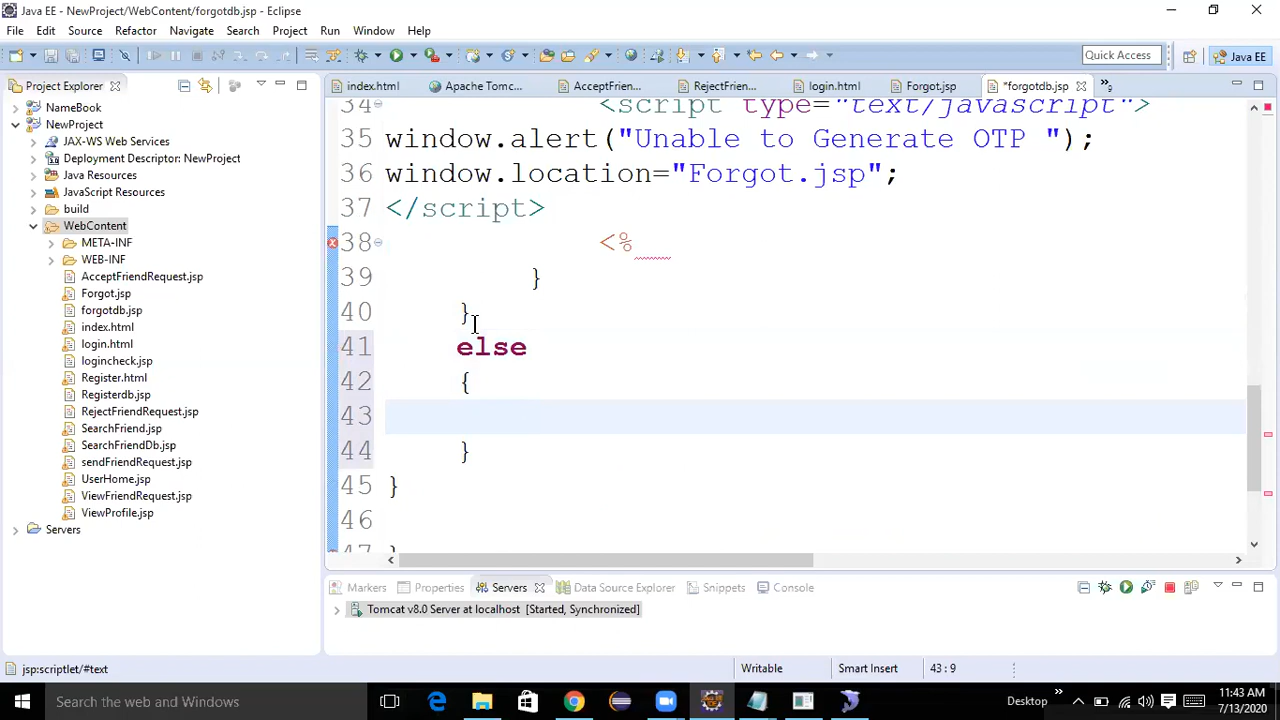 Java EE - NewProject/WebContent/forgotdb.jsp - Eclipse
File Edit Source Refactor Navigate Search Project Run Window Help
Quick Access Java EE
Project Explorer
index.html Apache Tomc... AcceptFrien... RejectFrien... login.html Forgot.jsp *forgotdb.jsp
NameBook
NewProject
JAX-WS Web Services
Deployment Descriptor: NewProject
Java Resources
JavaScript Resources
build
WebContent
META-INF
WEB-INF
AcceptFriendRequest.jsp
Forgot.jsp
forgotdb.jsp
index.html
login.html
logincheck.jsp
Register.html
Registerdb.jsp
RejectFriendRequest.jsp
SearchFriend.jsp
SearchFriendDb.jsp
sendFriendRequest.jsp
UserHome.jsp
ViewFriendRequest.jsp
ViewProfile.jsp
Servers
34 <script type="text/javascript">
35 window.alert("Unable to Generate OTP ");
36 window.location="Forgot.jsp";
37 </script>
38 <%
39 }
40 }
41 else
42 {
43
44 }
45 }
46
47 }
Markers Properties Servers Data Source Explorer Snippets Console
Tomcat v8.0 Server at localhost [Started, Synchronized]
jsp:scriptlet/#text Writable Smart Insert 43 : 9
Search the web and Windows
Desktop
11:43 AM
7/13/2020